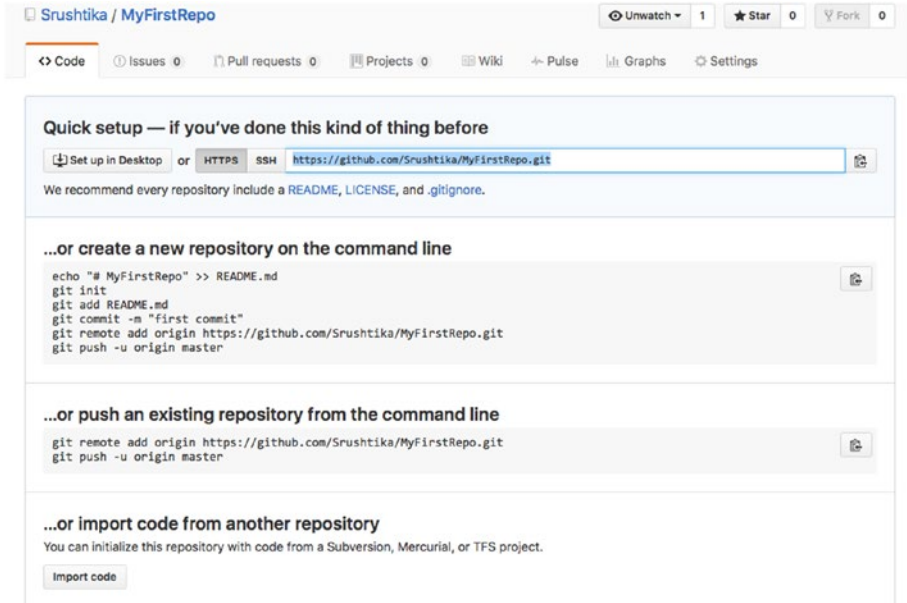 Srushtika / MyFirstRepo
Unwatch 1 Star 0 Fork 0
Code Issues 0 Pull requests 0 Projects 0 Wiki Pulse Graphs Settings
Quick setup — if you've done this kind of thing before
Set up in Desktop or HTTPS SSH https://github.com/Srushtika/MyFirstRepo.git
We recommend every repository include a README, LICENSE, and .gitignore.
...or create a new repository on the command line
echo "# MyFirstRepo" >> README.md
git init
git add README.md
git commit -m "first commit"
git remote add origin https://github.com/Srushtika/MyFirstRepo.git
git push -u origin master
...or push an existing repository from the command line
git remote add origin https://github.com/Srushtika/MyFirstRepo.git
git push -u origin master
...or import code from another repository
You can initialize this repository with code from a Subversion, Mercurial, or TFS project.
Import code